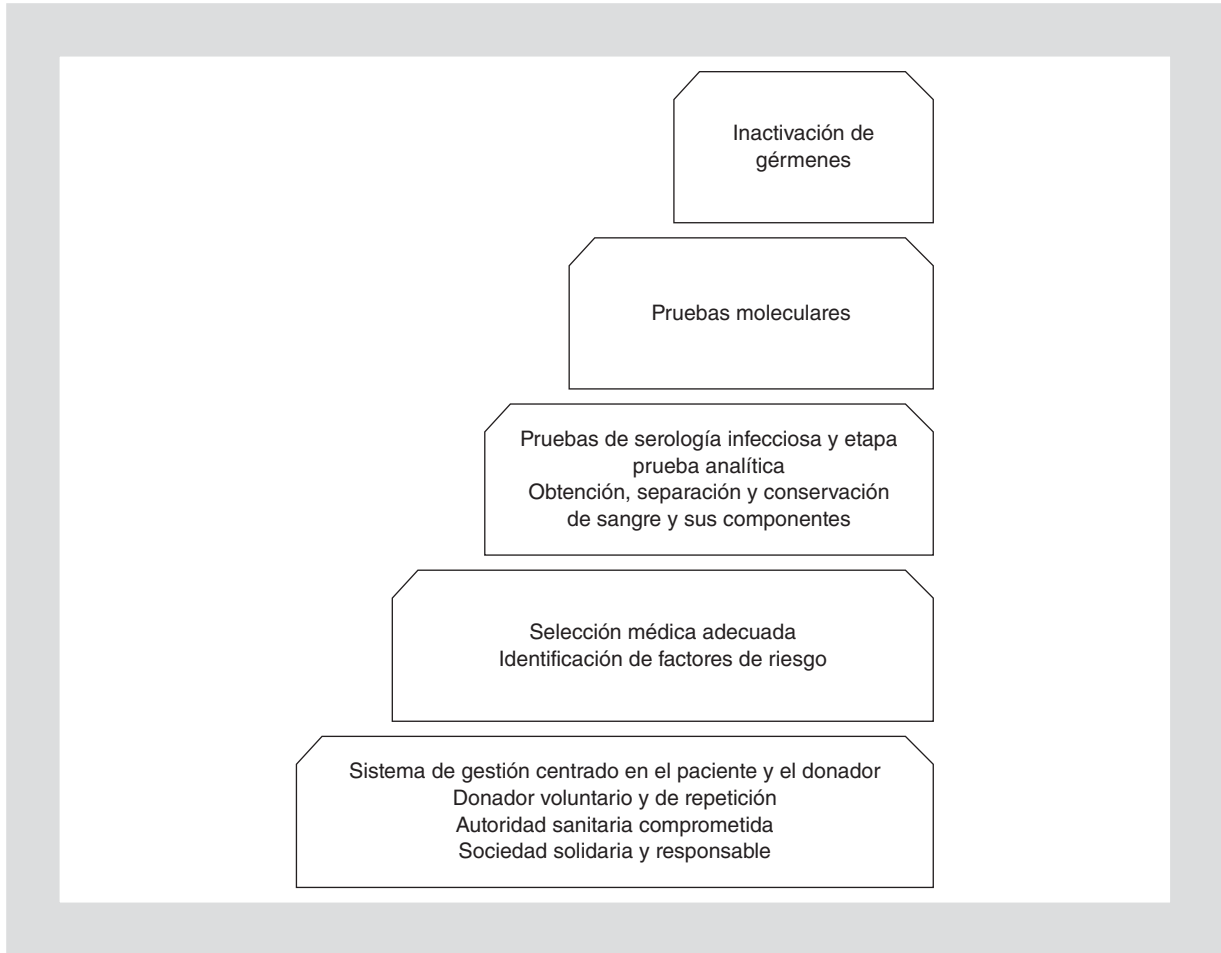 Inactivación de
gérmenes
Pruebas moleculares
Pruebas de serología infecciosa y etapa
prueba analítica
Obtención, separación y conservación
de sangre y sus componentes
Selección médica adecuada
Identificación de factores de riesgo
Sistema de gestión centrado en el paciente y el donador
Donador voluntario y de repetición
Autoridad sanitaria comprometida
Sociedad solidaria y responsable